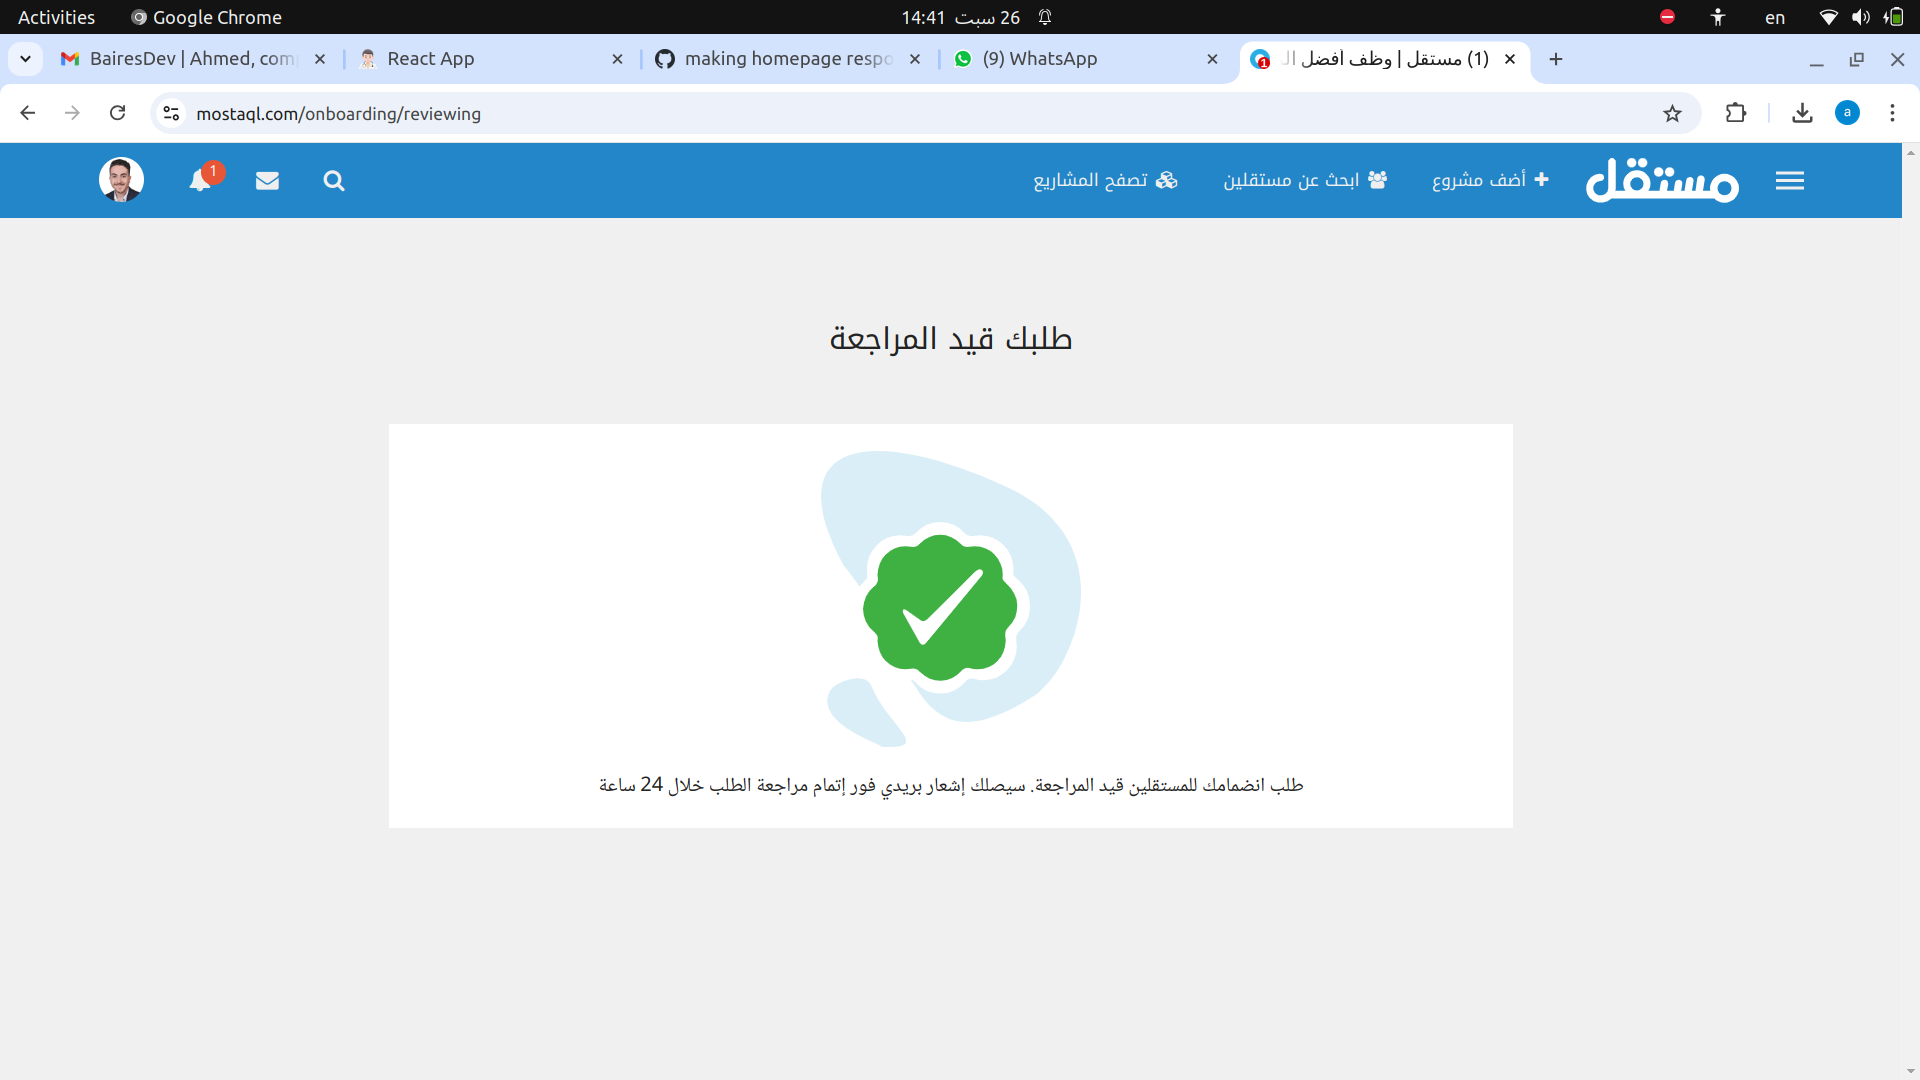 Activities
Google Chrome
26 سبت 14:41
en
BairesDev | Ahmed, com
React App
making homepage respo
(9) WhatsApp
(1) مستقل | وظف أفضل ال
mostaql.com/onboarding/reviewing
a
مستقل
أضف مشروع
ابحث عن مستقلين
تصفح المشاريع
1
طلبك قيد المراجعة
طلب انضمامك للمستقلين قيد المراجعة. سيصلك إشعار بريدي فور إتمام مراجعة الطلب خلال 24 ساعة